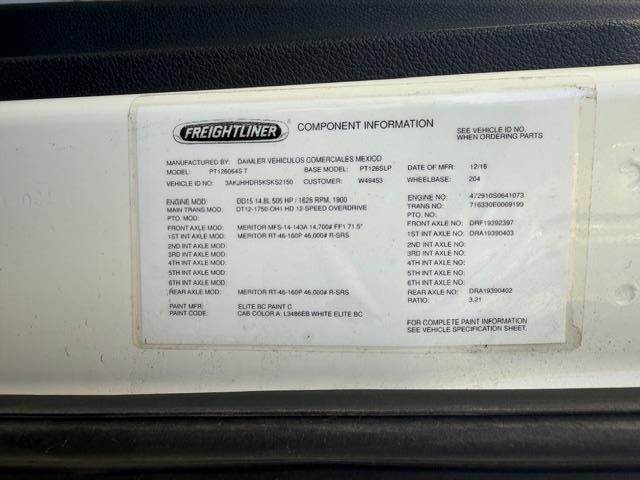 FREIGHTLINER
COMPONENT INFORMATION
SEE VEHICLE ID NO.
WHEN ORDERING PARTS
MANUFACTURED BY: DAIMLER VEHICULOS COMERCIALES MEXICO
MODEL: PT126064S T BASE MODEL: PT126SLP DATE OF MFR: 12/18
VEHICLE ID NO: 3AKJHHDR5KSKS2150 CUSTOMER: W49453 WHEELBASE: 204
ENGINE MOD: DD15 14.8L 505 HP / 1625 RPM, 1900 ENGINE NO: 472910S0641073
MAIN TRANS MOD: DT12-1750-OH1 HD 12-SPEED OVERDRIVE TRANS NO: 716330E0069199
PTO. MOD: PTO. NO:
FRONT AXLE MOD: MERITOR MFS-14-143A 14,700# FF1 71.5" FRONT AXLE NO: DRF19392397
1ST INT AXLE MOD: MERITOR RT-46-160P 46,000# R-SRS 1ST INT AXLE NO: DRA19390403
2ND INT AXLE MOD: 2ND INT AXLE NO:
3RD INT AXLE MOD: 3RD INT AXLE NO:
4TH INT AXLE MOD: 4TH INT AXLE NO:
5TH INT AXLE MOD: 5TH INT AXLE NO:
6TH INT AXLE MOD: 6TH INT AXLE NO:
REAR AXLE MOD: MERITOR RT-46-160P 46,000# R-SRS REAR AXLE NO: DRA19390402
RATIO: 3.21
PAINT MFR: ELITE BC PAINT C
PAINT CODE: CAB COLOR A: L3486EB WHITE ELITE BC
FOR COMPLETE PAINT INFORMATION
SEE VEHICLE SPECIFICATION SHEET.